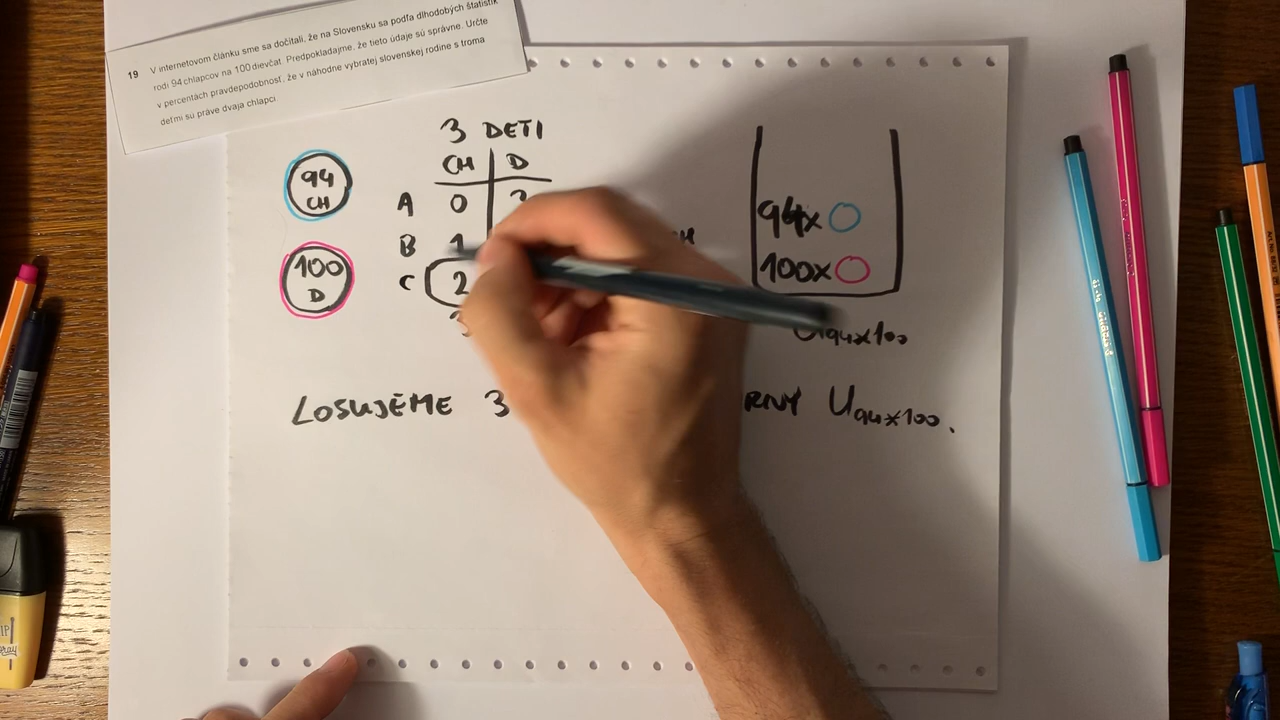 19 V internetovom článku sme sa dočítali, že na Slovensku sa podľa dlhodobých štatistík
rodí 94 chlapcov na 100 dievčat. Predpokladajme, že tieto údaje sú správne. Určte
v percentách pravdepodobnosť, že v náhodne vybratej slovenskej rodine s troma
deťmi sú práve dvaja chlapci
3 DETI
CH D
94 CH
A 0
B 1
C 2
100 D
94x
100x
U94x100
LOSUJEME 3
RNY U94x100.